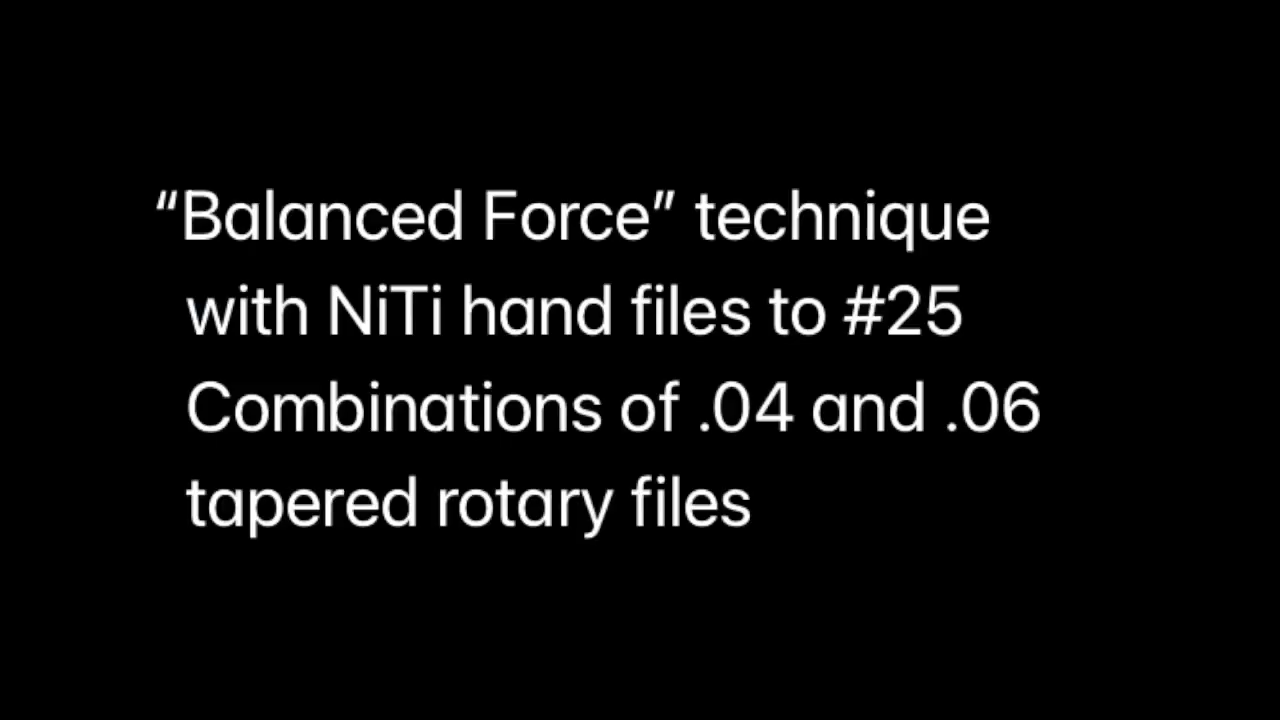 “Balanced Force” technique
with NiTi hand files to #25
Combinations of .04 and .06
tapered rotary files